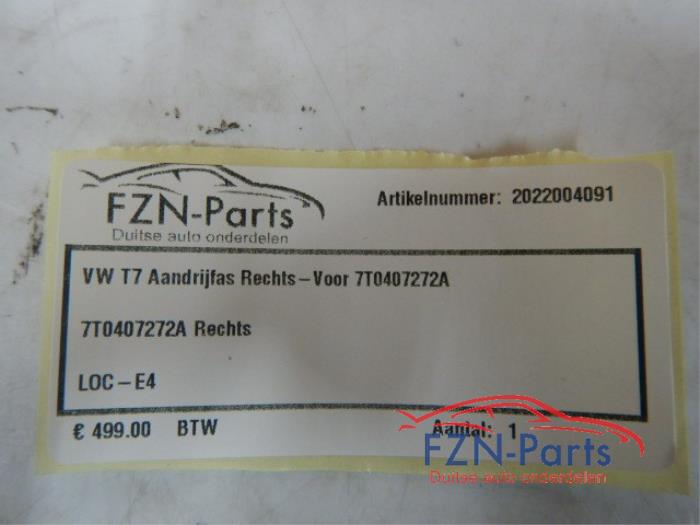 FZN-Parts
Duitse auto onderdelen
Artikelnummer: 2022004091
VW T7 Aandrijfas Rechts-Voor 7T0407272A
7T0407272A Rechts
LOC-E4
€ 499.00 BTW
Aantal: 1
FZN-Parts
Duitse auto onderdelen